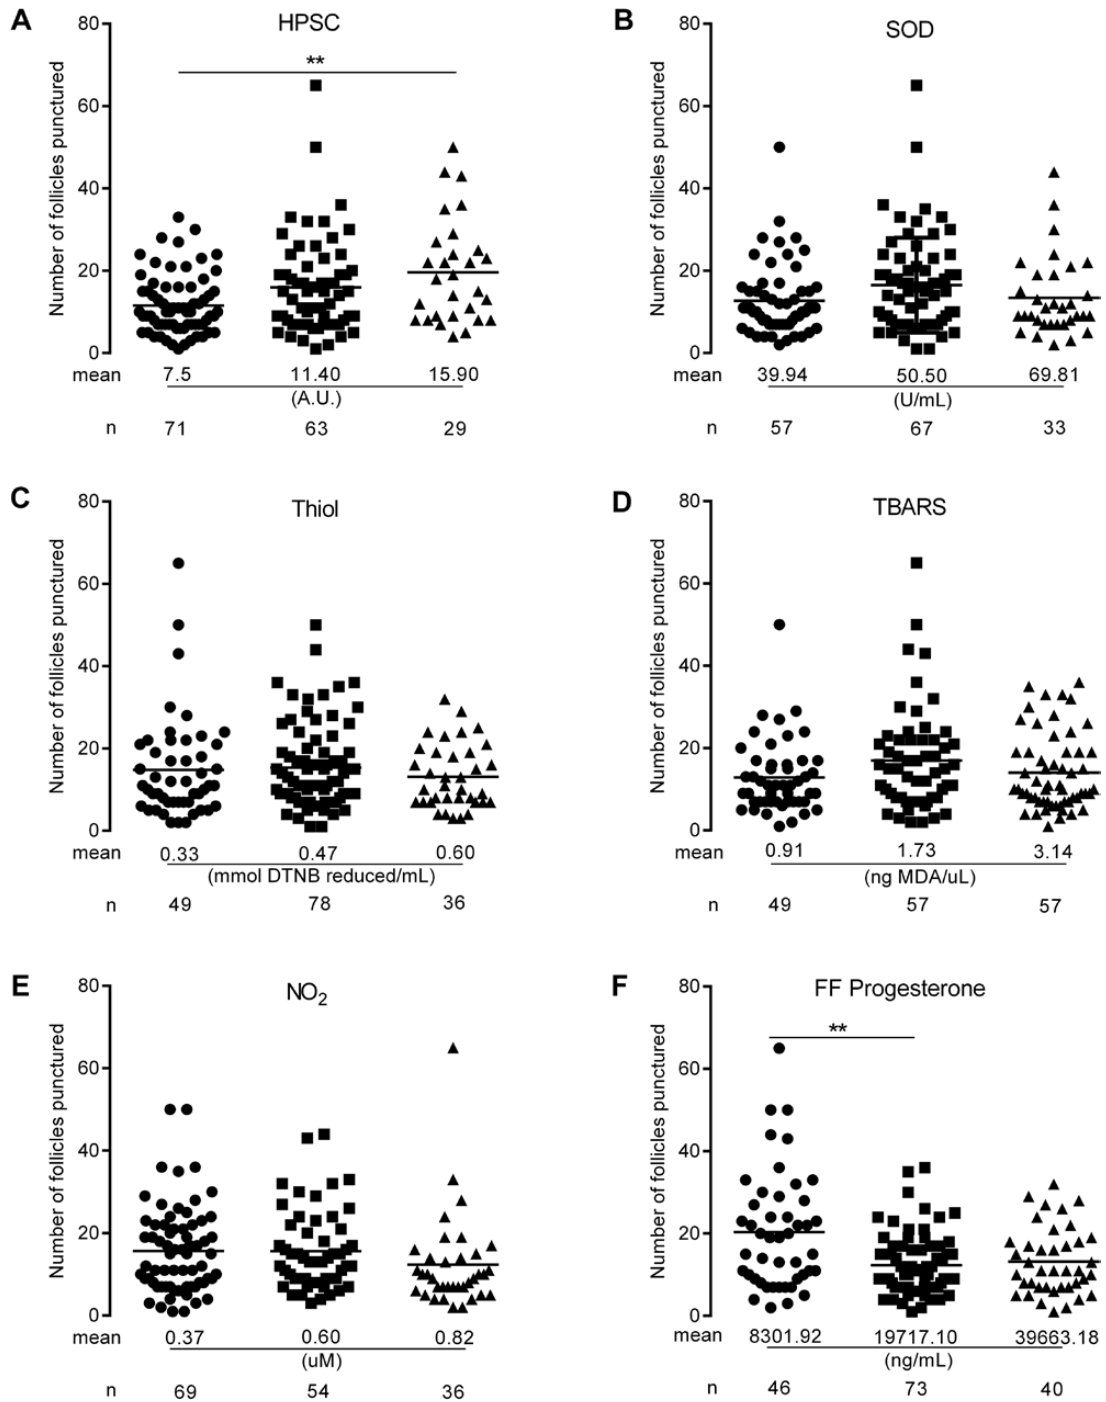 A
HPSC
Number of follicles punctured
80
60
40
20
0
**
mean 7.5 11.40 15.90
(A.U.)
n 71 63 29
B
SOD
Number of follicles punctured
80
60
40
20
0
mean 39.94 50.50 69.81
(U/mL)
n 57 67 33
C
Thiol
Number of follicles punctured
80
60
40
20
0
mean 0.33 0.47 0.60
(mmol DTNB reduced/mL)
n 49 78 36
D
TBARS
Number of follicles punctured
80
60
40
20
0
mean 0.91 1.73 3.14
(ng MDA/uL)
n 49 57 57
E
NO2
Number of follicles punctured
80
60
40
20
0
mean 0.37 0.60 0.82
(uM)
n 69 54 36
F
FF Progesterone
Number of follicles punctured
80
60
40
20
0
**
mean 8301.92 19717.10 39663.18
(ng/mL)
n 46 73 40